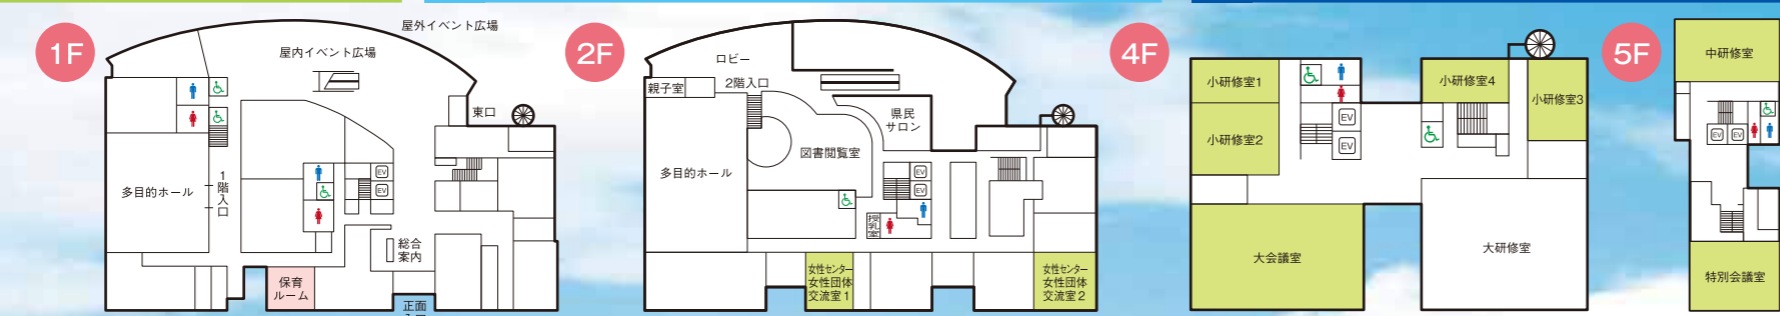 1F
屋外イベント広場
屋内イベント広場
東口
多目的ホール
1階入口
EV
EV
総合
案内
保育
ルーム
正面
2F
ロビー
2階入口
親子室
県民
サロン
図書閲覧室
多目的ホール
EV
EV
授乳室
女性センター
女性団体
交流室1
女性センター
女性団体
交流室2
4F
小研修室1
小研修室4
小研修室3
EV
小研修室2
EV
大会議室
大研修室
5F
中研修室
EV
EV
特別会議室